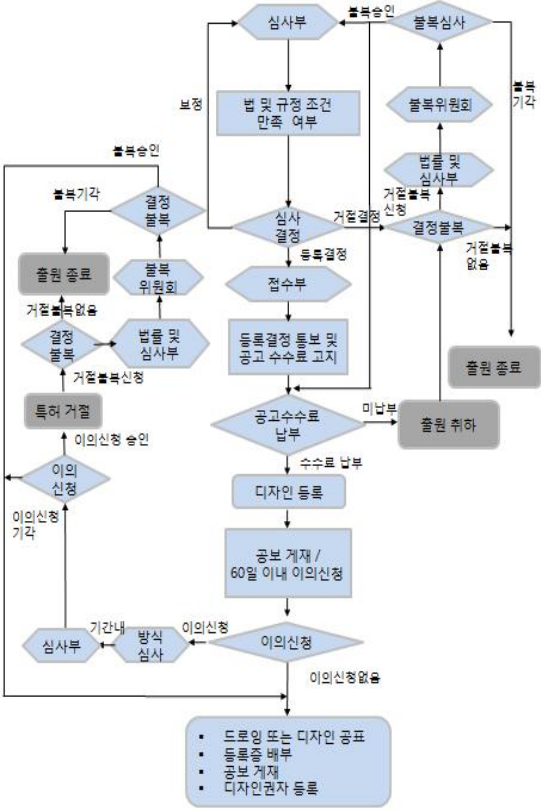 심사부
불복승인
불복심사
불복
기각
보정
법 및 규정 조건
만족 여부
불복위원회
불복승인
법률 및
심사부
불복기각
결정
불복
거절불복
신청
심사
결정
거절결정
결정불복
거절불복
없음
등록결정
출원 종료
불복
위원회
접수부
거절불복없음
결정
불복
법률 및
심사부
등록결정 통보 및
공고 수수료 고지
출원 종료
거절불복신청
특허 거절
공고수수료
납부
미납부
출원 취하
이의신청 승인
수수료 납부
이의
신청
디자인 등록
이의신청
기각
공보 게재 /
60일 이내 이의신청
심사부
기간내
방식
심사
이의신청
이의신청
이의신청없음
▪ 드로잉 또는 디자인 공표
▪ 등록증 배부
▪ 공보 게재
▪ 디자인권자 등록